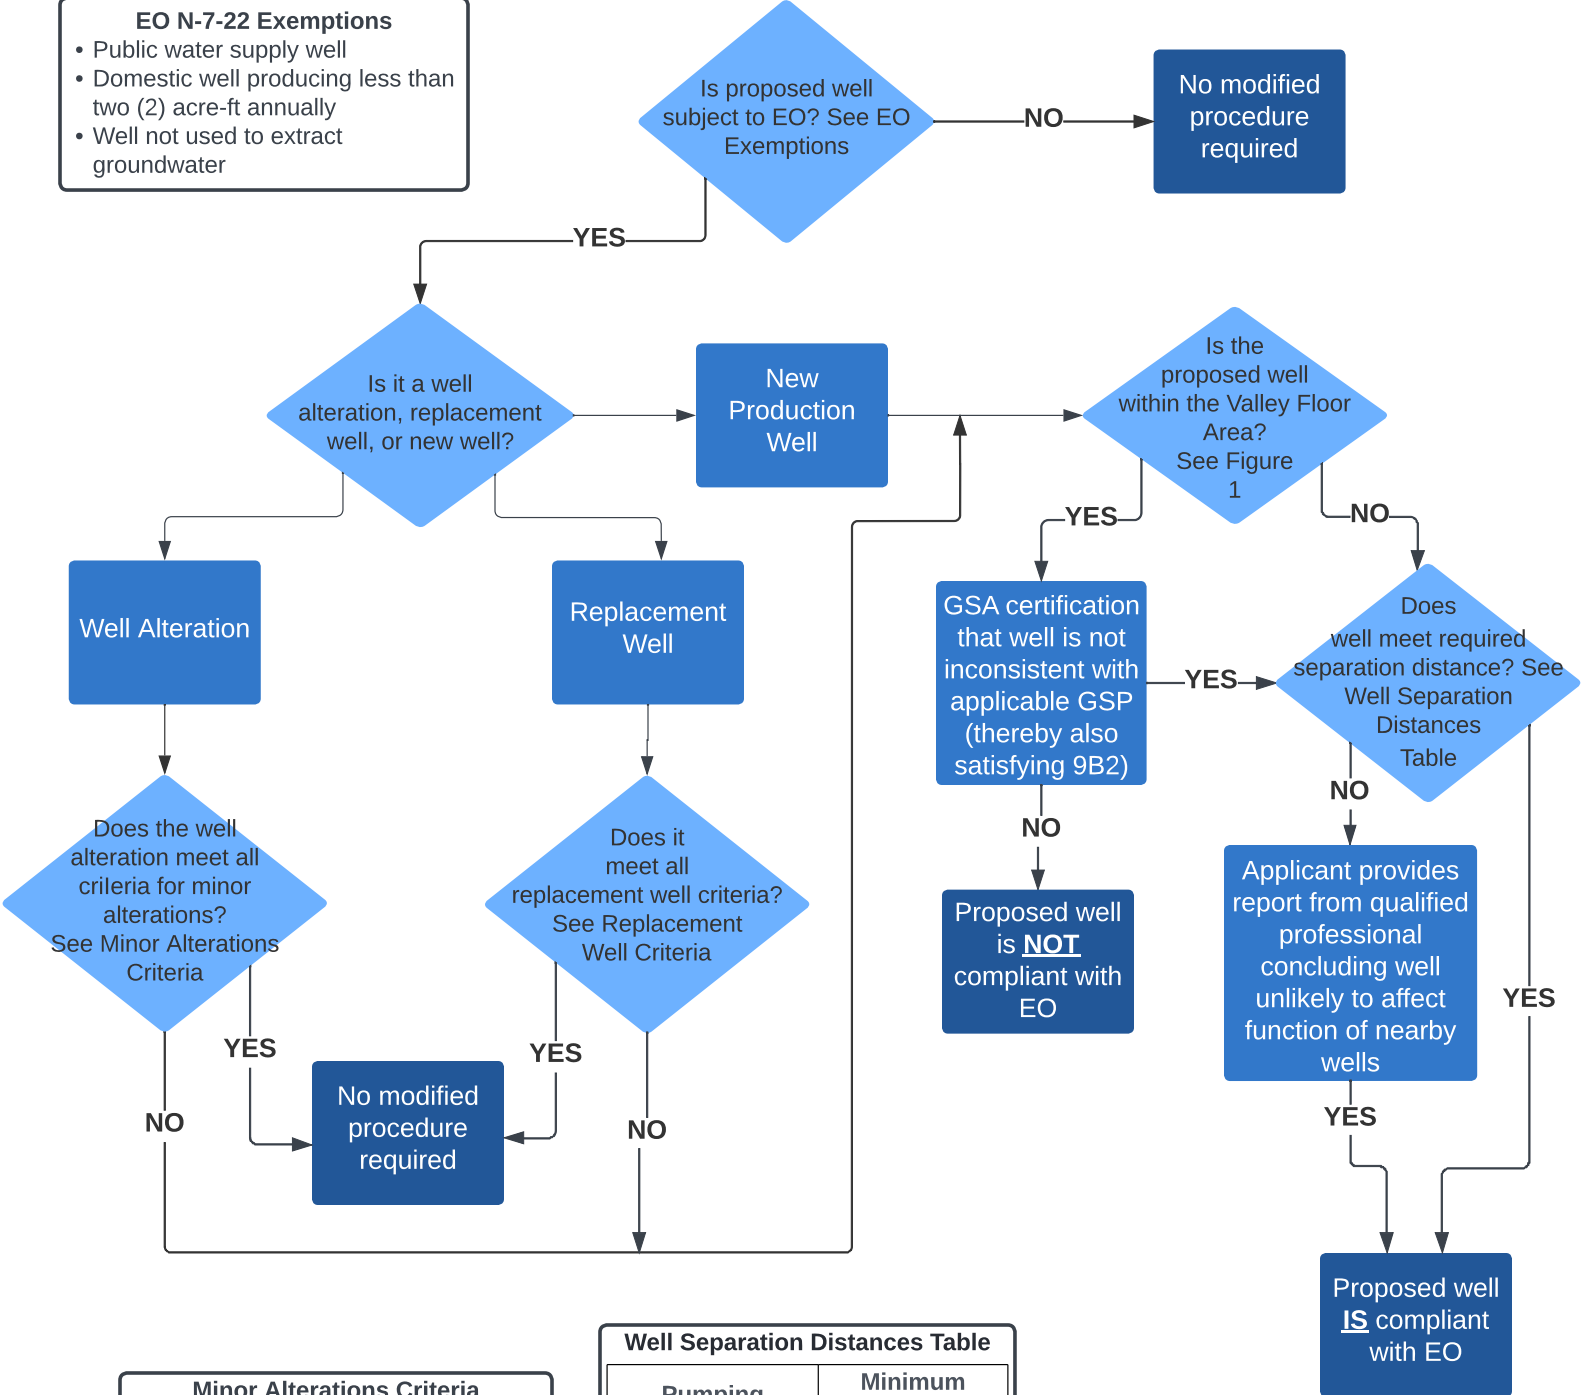 EO N-7-22 Exemptions
• Public water supply well
• Domestic well producing less than
two (2) acre-ft annually
• Well not used to extract
groundwater
Is proposed well
subject to EO? See EO
Exemptions
NO
No modified
procedure
required
YES
Is it a well
alteration, replacement
well, or new well?
New
Production
Well
Is the
proposed well
within the Valley Floor
Area?
See Figure
1
YES
NO
Well Alteration
Replacement
Well
GSA certification
that well is not
inconsistent with
applicable GSP
(thereby also
satisfying 9B2)
YES
Does
well meet required
separation distance? See
Well Separation
Distances
Table
NO
NO
YES
Does the well
alteration meet all
criIeria for minor
alterations?
See Minor Alterations
Criteria
Does it
meet all
replacement well criteria?
See Replacement
Well Criteria
Proposed well
is NOT
compliant with
EO
Applicant provides
report from qualified
professional
concluding well
unlikely to affect
function of nearby
wells
YES
YES
NO
NO
No modified
procedure
required
YES
Proposed well
IS compliant
with EO
Well Separation Distances Table
Pumping
Minimum
Minor Alterations Criteria